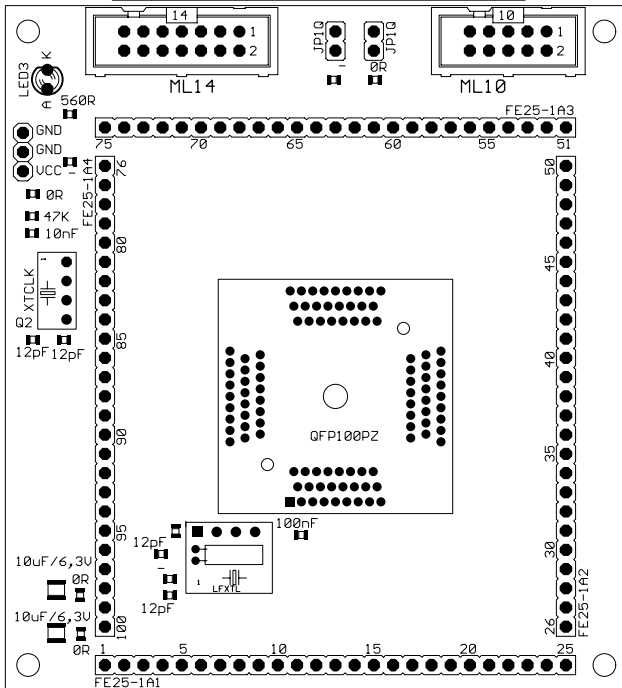 14
10
1
2
1
2
JP1Q
JP1Q
K
LED3
A
ML14
-
0R
ML10
560R
FE25-1A3
GND
75
70
65
60
55
51
GND
VCC
-
FE25-1A4
76
50
0R
47K
10nF
80
45
1
XTCLK
Q2
85
12pF
12pF
40
QFP100PZ
90
35
95
100nF
12pF
30
10uF/6,3V
-
0R
1
LFXTL
FE25-1A2
12pF
10uF/6,3V
100
26
0R
1
5
10
15
20
25
FE25-1A1